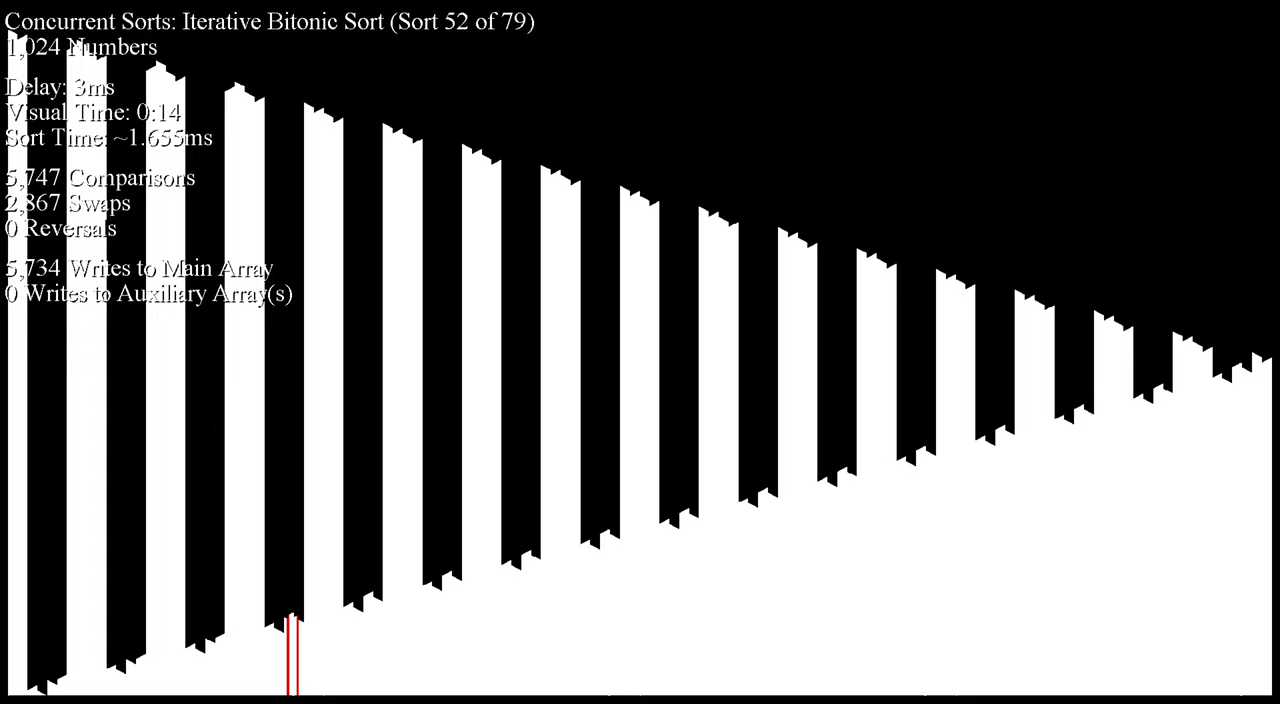 Concurrent Sorts: Iterative Bitonic Sort (Sort 52 of 79)
1,024 Numbers
Delay: 3ms
Visual Time: 0:14
Sort Time: ~1.655ms
5,747 Comparisons
2,867 Swaps
0 Reversals
5,734 Writes to Main Array
0 Writes to Auxiliary Array(s)